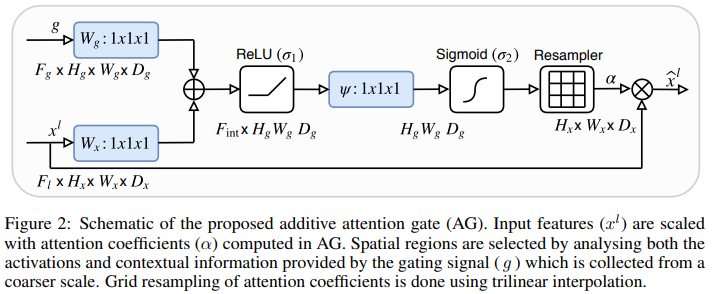 g
W_g : 1x1x1
F_g x H_g x W_g x D_g
x^l
W_x : 1x1x1
F_l x H_x x W_x x D_x
ReLU (σ_1)
F_int x H_g W_g D_g
ψ : 1x1x1
H_g W_g D_g
Sigmoid (σ_2)
Resampler
α
H_x x W_x x D_x
x̂^l
Figure 2: Schematic of the proposed additive attention gate (AG). Input features (x^l) are scaled
with attention coefficients (α) computed in AG. Spatial regions are selected by analysing both the
activations and contextual information provided by the gating signal (g) which is collected from a
coarser scale. Grid resampling of attention coefficients is done using trilinear interpolation.